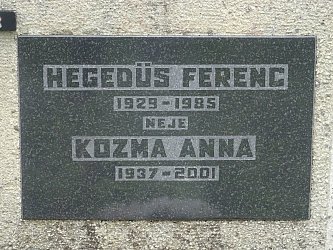 HEGEDÜS FERENC
1929-1985
NEJE
KOZMA ANNA
1937-2001